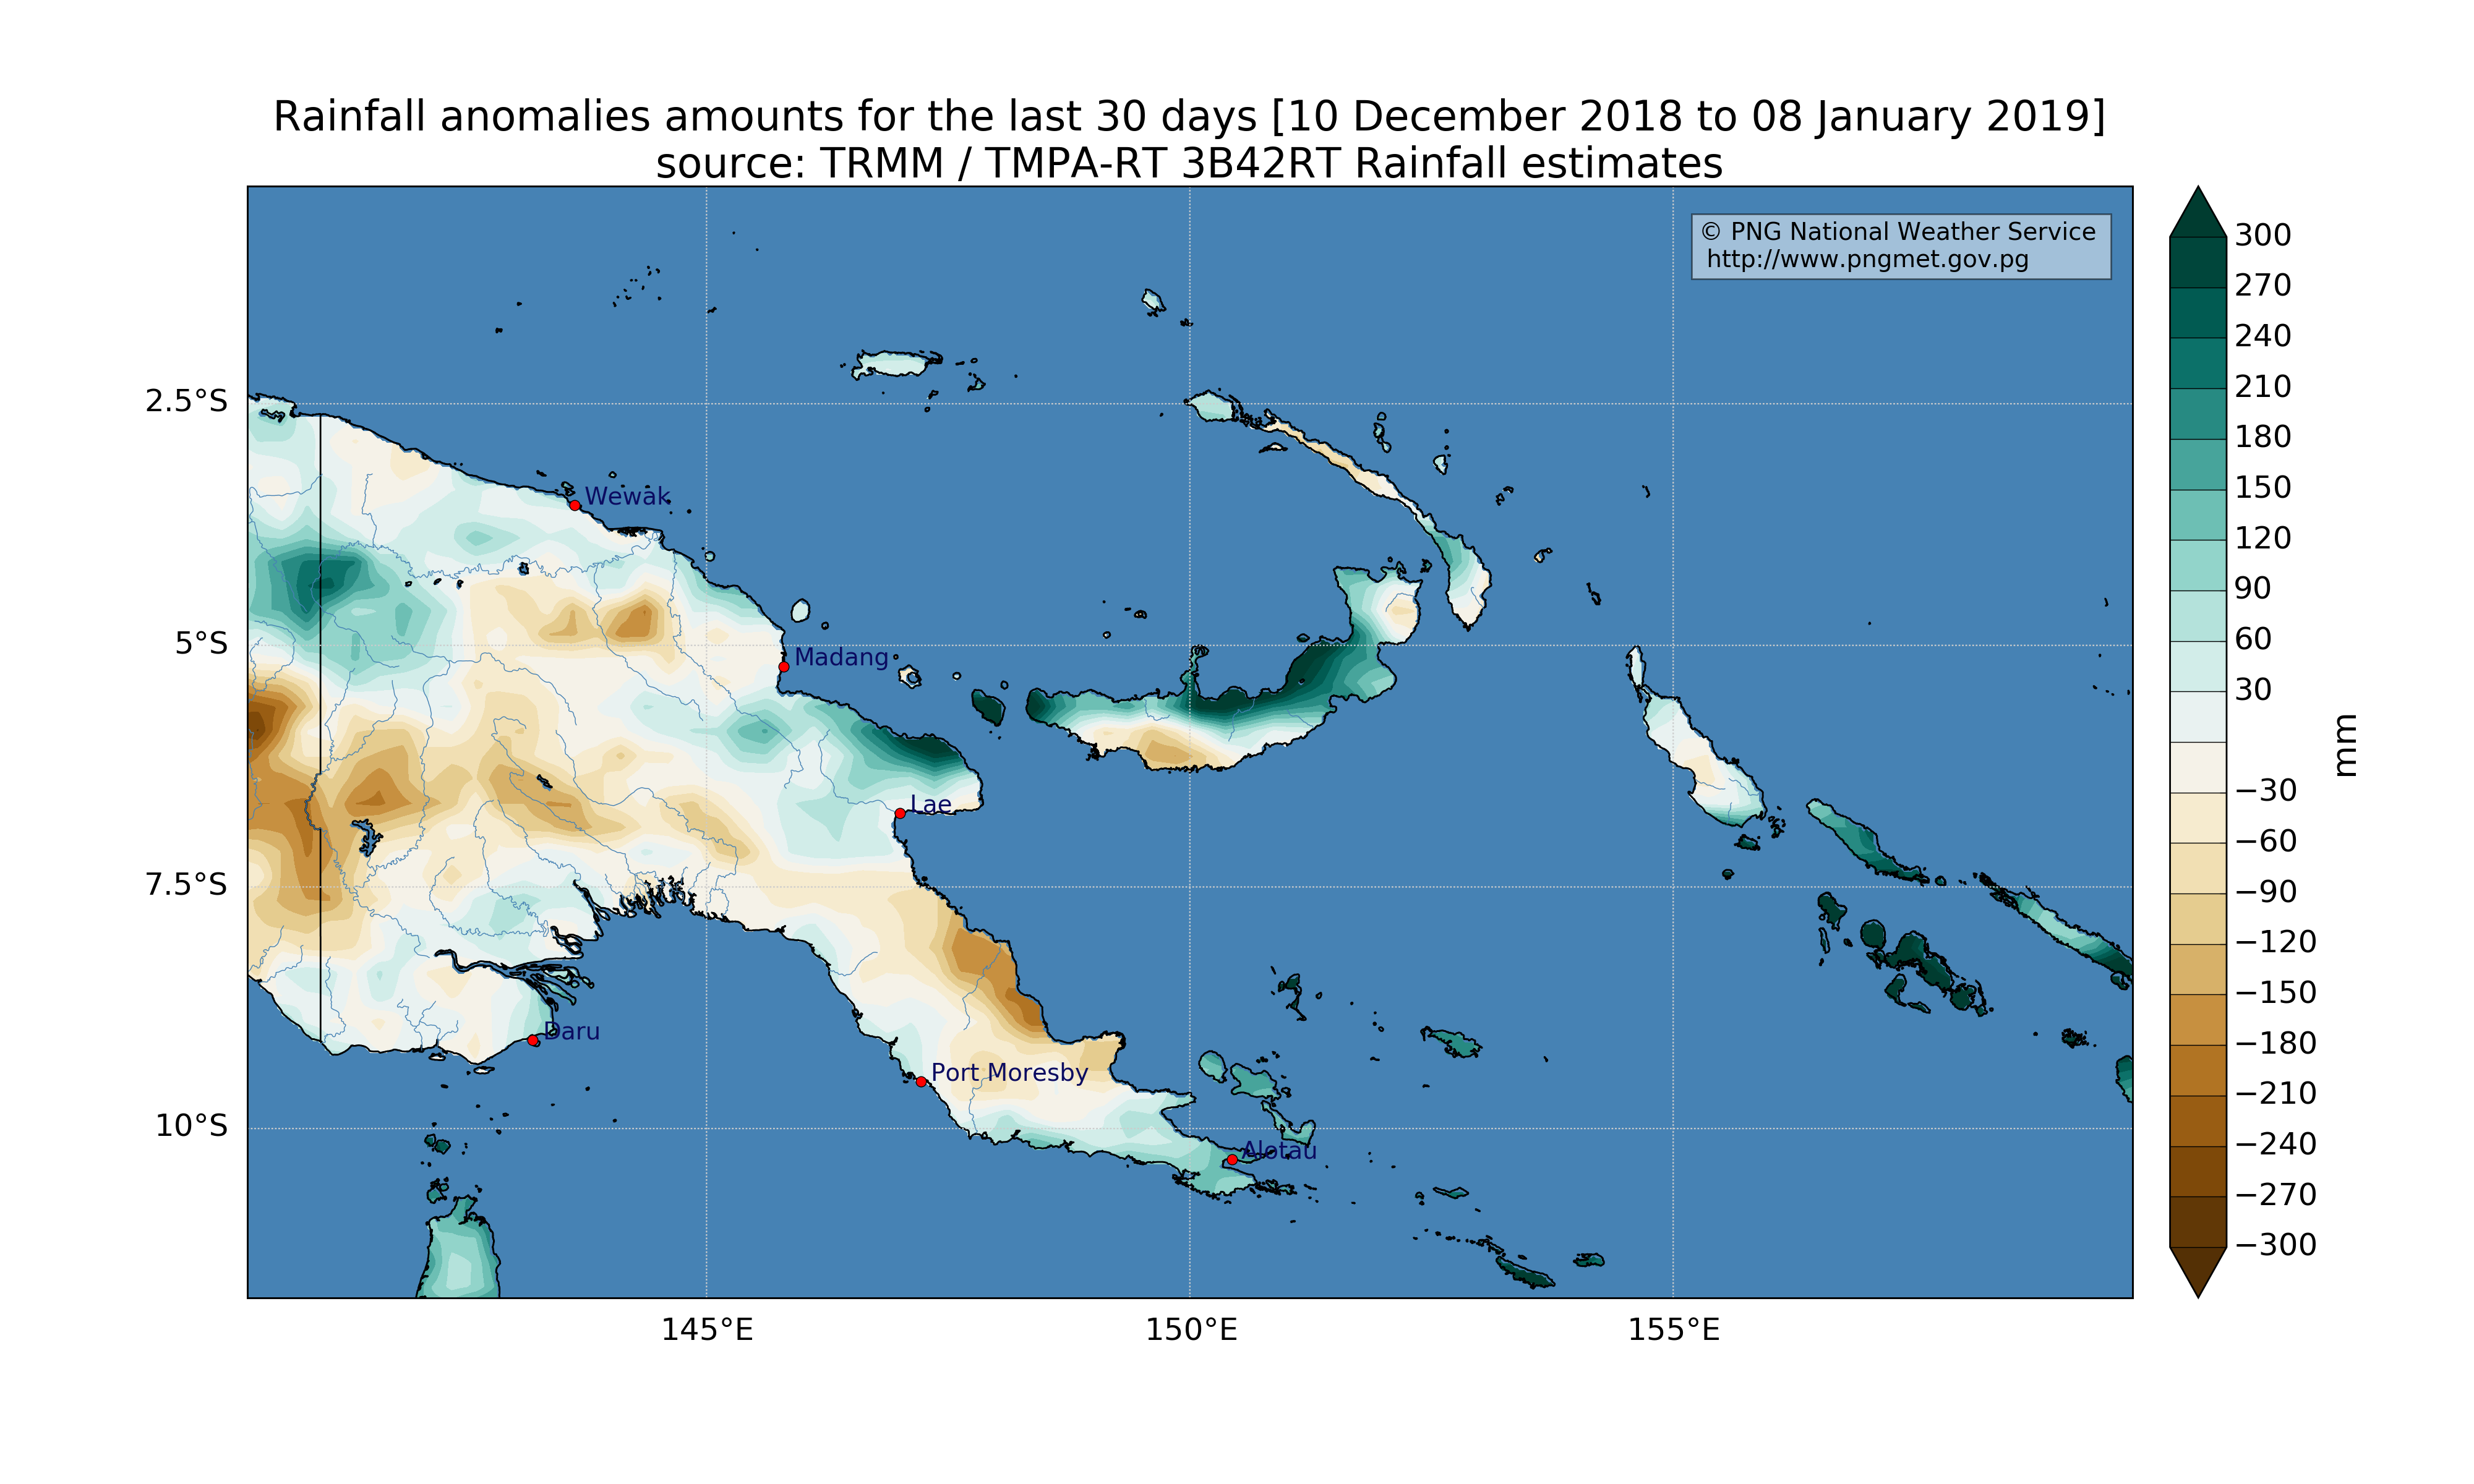 Rainfall anomalies amounts for the last 30 days [10 December 2018 to 08 January 2019]
source: TRMM / TMPA-RT 3B42RT Rainfall estimates
© PNG National Weather Service
http://www.pngmet.gov.pg
2.5°S
5°S
7.5°S
10°S
Wewak
Madang
Lae
Daru
Port Moresby
Alotau
145°E
150°E
155°E
300
270
240
210
180
150
120
90
60
30
−30
−60
−90
−120
−150
−180
−210
−240
−270
−300
mm